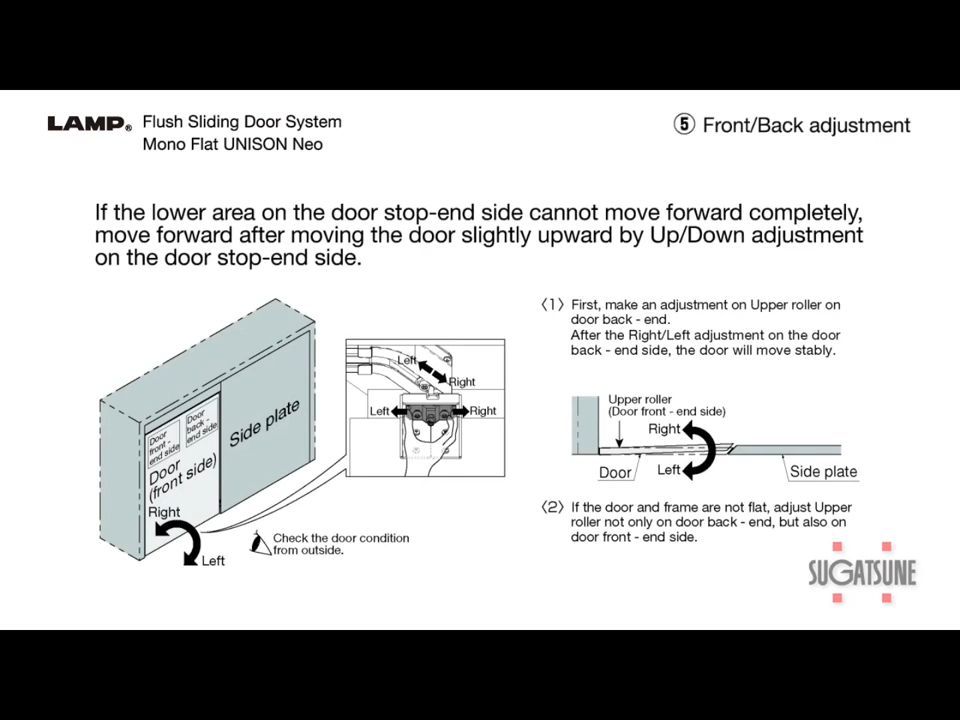 LAMP®
Flush Sliding Door System
Mono Flat UNISON Neo
⑤ Front/Back adjustment
If the lower area on the door stop-end side cannot move forward completely,
move forward after moving the door slightly upward by Up/Down adjustment
on the door stop-end side.
Door
front -
end side
Door
back -
end side
Door
(front side)
Side plate
Right
Left
Left
Right
Left
Right
Check the door condition
from outside.
〈1〉 First, make an adjustment on Upper roller on
door back - end.
After the Right/Left adjustment on the door
back - end side, the door will move stably.
Upper roller
(Door front - end side)
Right
Left
Door
Side plate
〈2〉 If the door and frame are not flat, adjust Upper
roller not only on door back - end, but also on
door front - end side.
SUGATSUNE